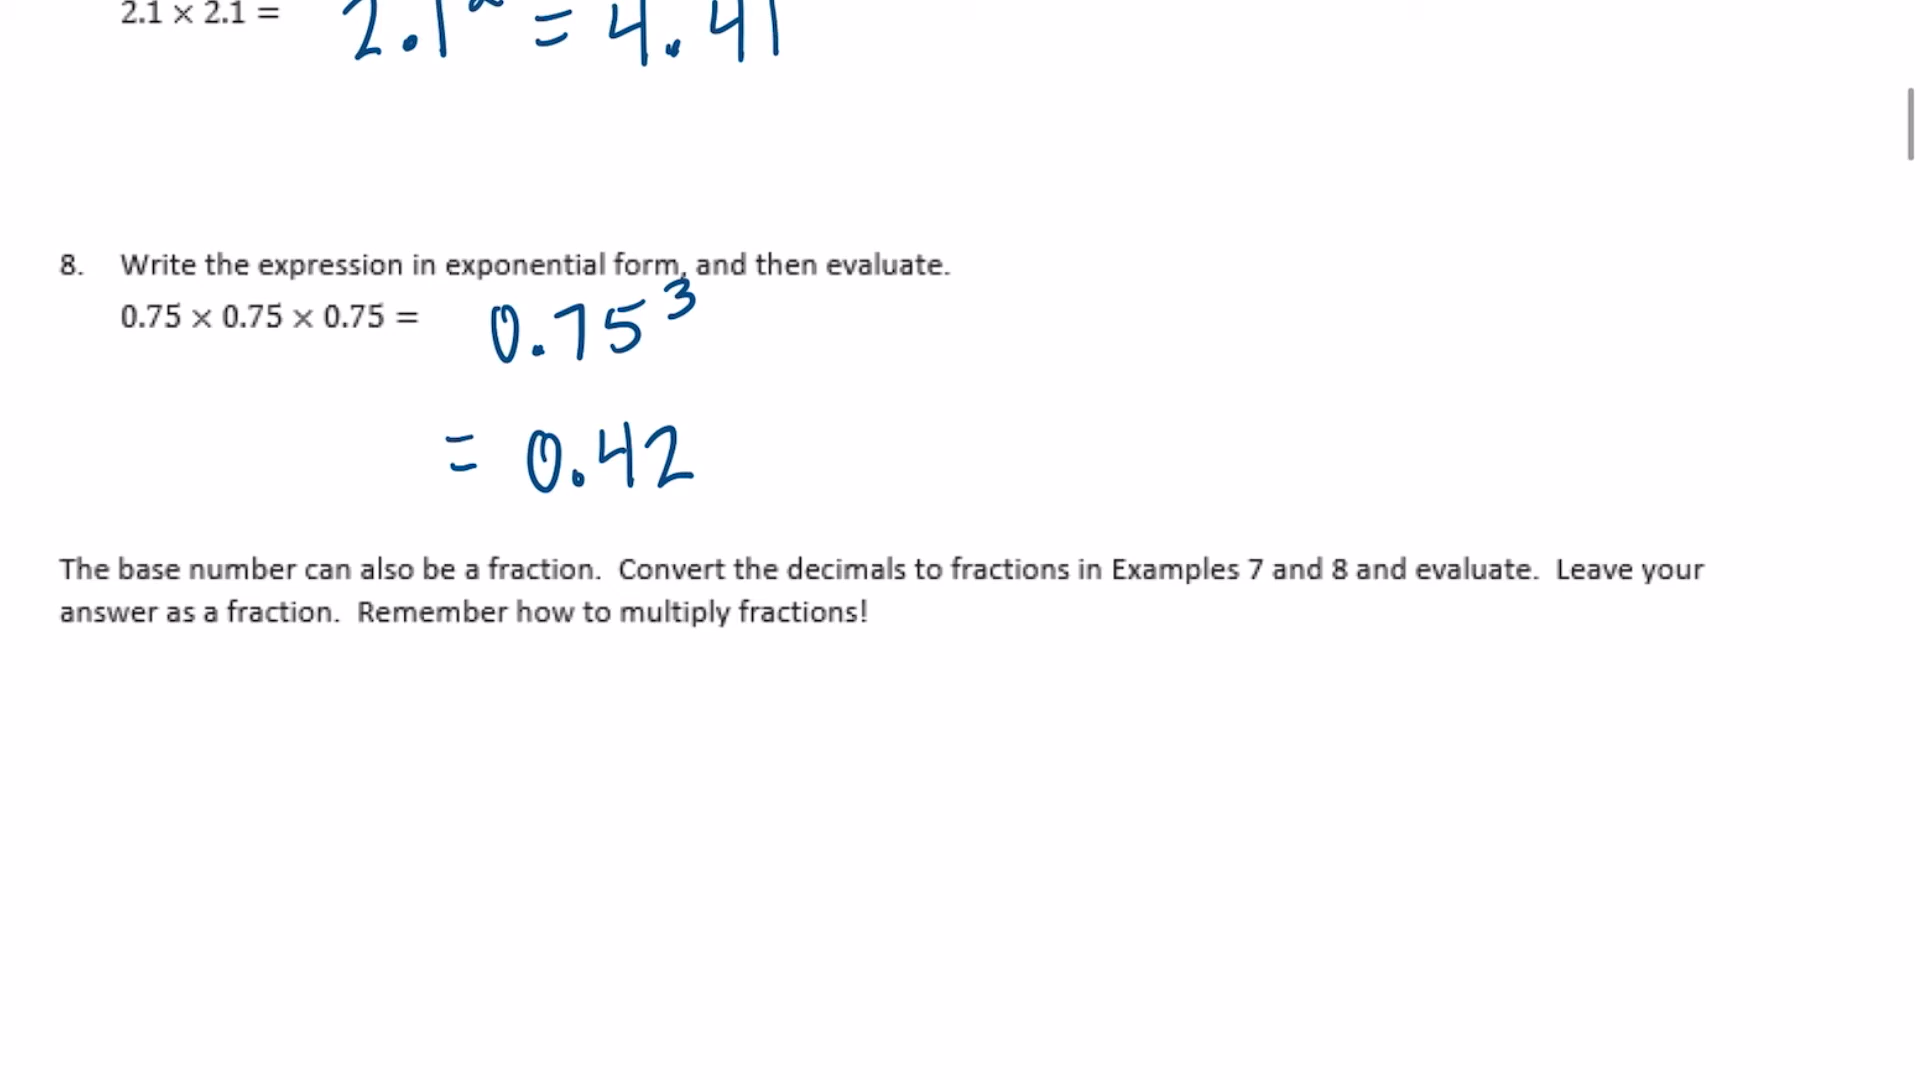 2.1 × 2.1 = 2.1² = 4.41
8. Write the expression in exponential form, and then evaluate.
0.75 × 0.75 × 0.75 = 0.75³
= 0.42
The base number can also be a fraction. Convert the decimals to fractions in Examples 7 and 8 and evaluate. Leave your
answer as a fraction. Remember how to multiply fractions!